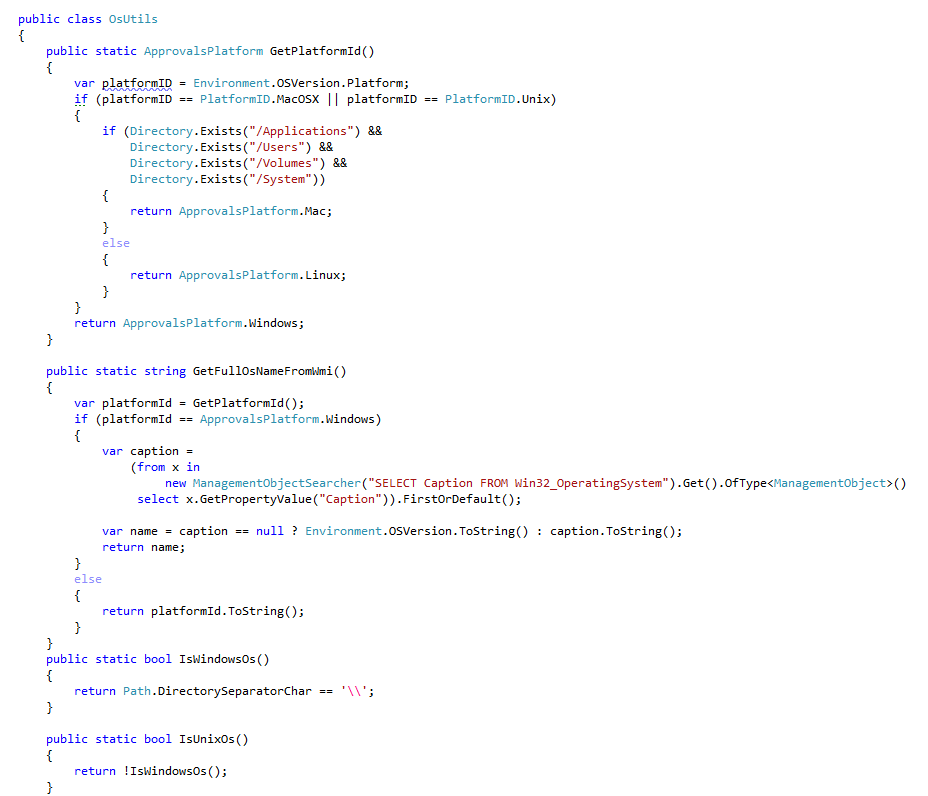 public class OsUtils
{
    public static ApprovalsPlatform GetPlatformId()
    {
        var platformID = Environment.OSVersion.Platform;
        if (platformID == PlatformID.MacOSX || platformID == PlatformID.Unix)
        {
            if (Directory.Exists("/Applications") &&
                Directory.Exists("/Users") &&
                Directory.Exists("/Volumes") &&
                Directory.Exists("/System"))
            {
                return ApprovalsPlatform.Mac;
            }
            else
            {
                return ApprovalsPlatform.Linux;
            }
        }
        return ApprovalsPlatform.Windows;
    }

    public static string GetFullOsNameFromWmi()
    {
        var platformId = GetPlatformId();
        if (platformId == ApprovalsPlatform.Windows)
        {
            var caption =
                (from x in
                     new ManagementObjectSearcher("SELECT Caption FROM Win32_OperatingSystem").Get().OfType<ManagementObject>()
                 select x.GetPropertyValue("Caption")).FirstOrDefault();

            var name = caption == null ? Environment.OSVersion.ToString() : caption.ToString();
            return name;
        }
        else
        {
            return platformId.ToString();
        }
    }
    public static bool IsWindowsOs()
    {
        return Path.DirectorySeparatorChar == '\\';
    }

    public static bool IsUnixOs()
    {
        return !IsWindowsOs();
    }